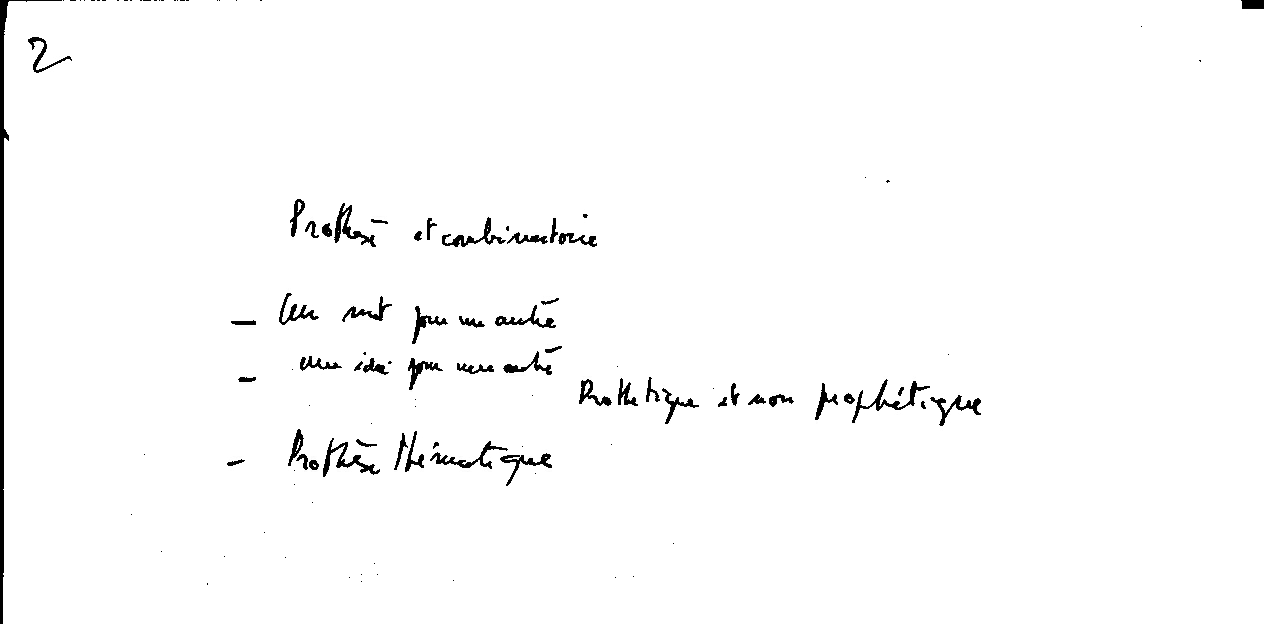 2
Prothèse et combinatoire
– Un mot pour un autre
– une idée pour une autre
Prothétique et non prophétique
– Prothèse thématique